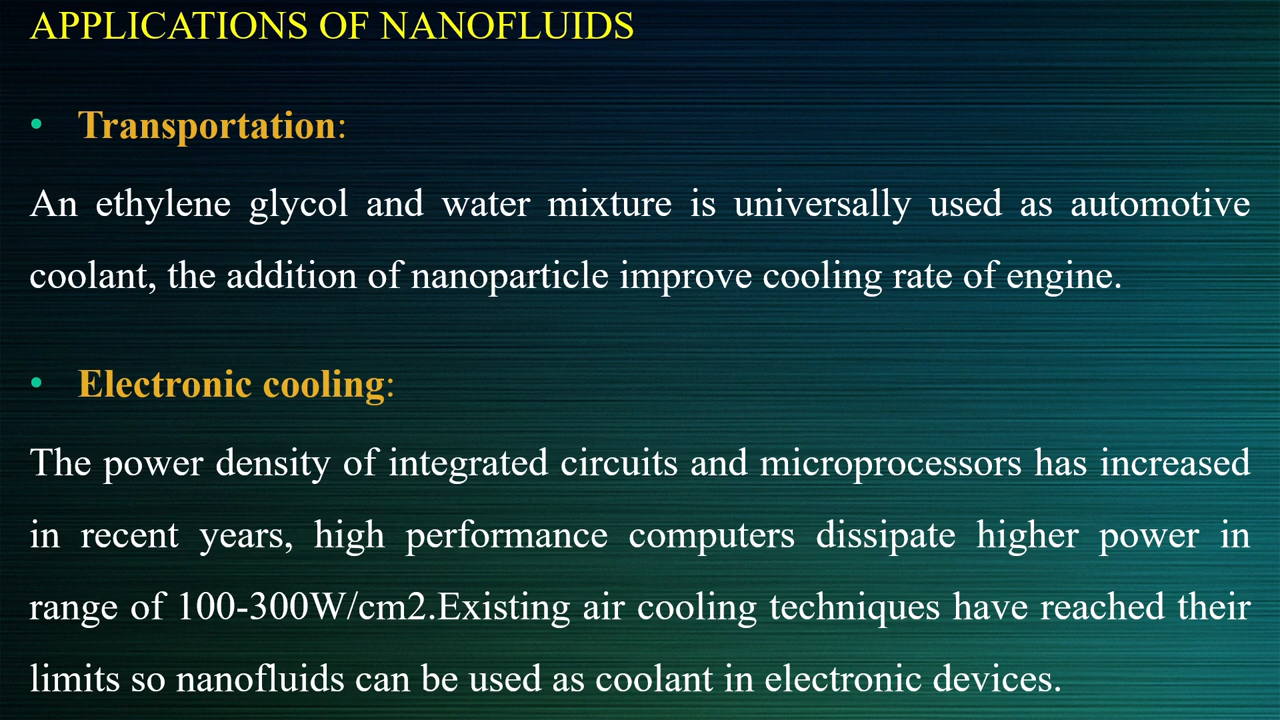 APPLICATIONS OF NANOFLUIDS
• Transportation:
An ethylene glycol and water mixture is universally used as automotive
coolant, the addition of nanoparticle improve cooling rate of engine.
• Electronic cooling:
The power density of integrated circuits and microprocessors has increased
in recent years, high performance computers dissipate higher power in
range of 100-300W/cm2.Existing air cooling techniques have reached their
limits so nanofluids can be used as coolant in electronic devices.